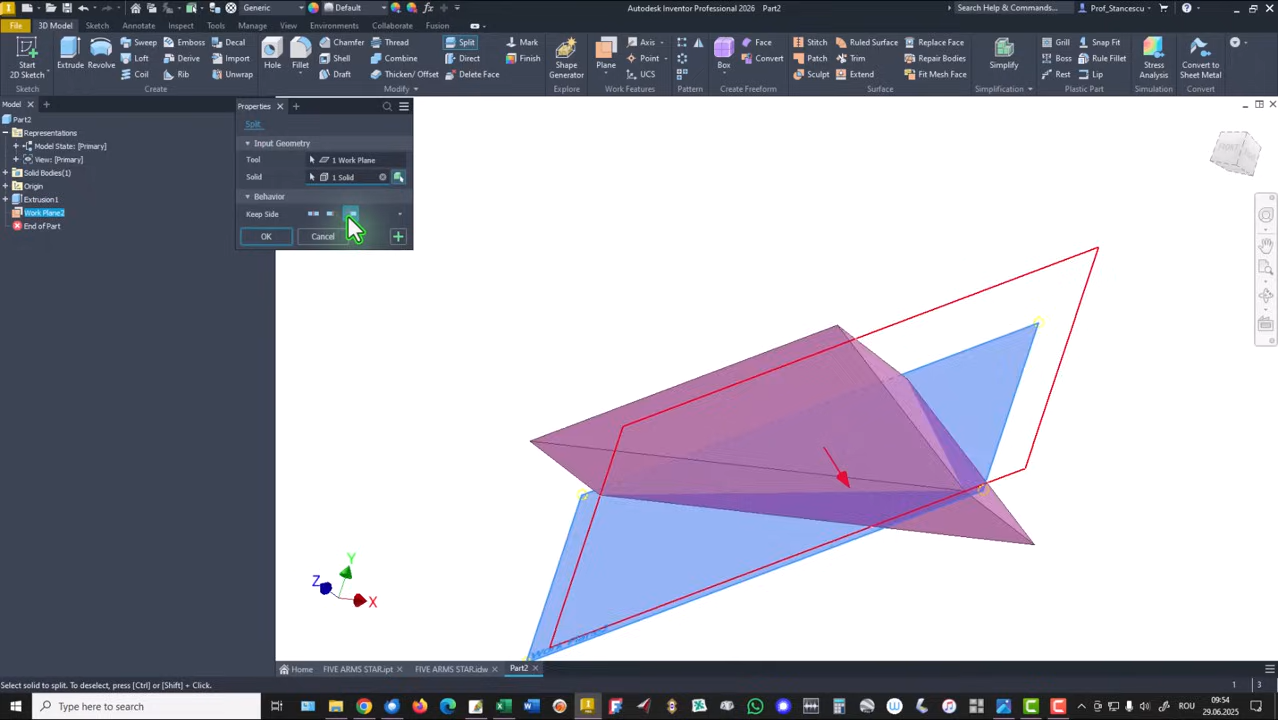 Generic Default Autodesk Inventor Professional 2026 Part2 Search Help & Commands... Prof_Stancescu
File 3D Model Sketch Annotate Inspect Tools Manage View Environments Get Started Collaborate Fusion
Start 2D Sketch Extrude Revolve Sweep Emboss Decal Hole Fillet Chamfer Thread Split Mark Shape Generator Plane Axis Face Stitch Ruled Surface Replace Face Simplify Grill Snap Fit Stress Analysis Convert to Sheet Metal
Loft Derive Import Shell Combine Direct Finish Point Box Convert Patch Trim Repair Bodies Boss Rule Fillet
Coil Rib Unwrap Draft Thicken/ Offset Delete Face UCS Sculpt Extend Fit Mesh Face Rest Lip
Sketch Create Modify Explore Work Features Pattern Create Freeform Surface Simplification Plastic Part Simulation Convert
Model
Part2
Representations
Model State: [Primary]
View: [Primary]
Solid Bodies(1)
Origin
Extrusion1
Work Plane2
End of Part
Properties
Split
Input Geometry
Tool 1 Work Plane
Solid 1 Solid
Behavior
Keep Side
OK Cancel
Y
Z
X
Home FIVE ARMS STAR.ipt FIVE ARMS STAR.idw Part2
Select solid to split. To deselect, press [Ctrl] or [Shift] + Click. 1 3
Type here to search ROU 09:54
29.06.2025